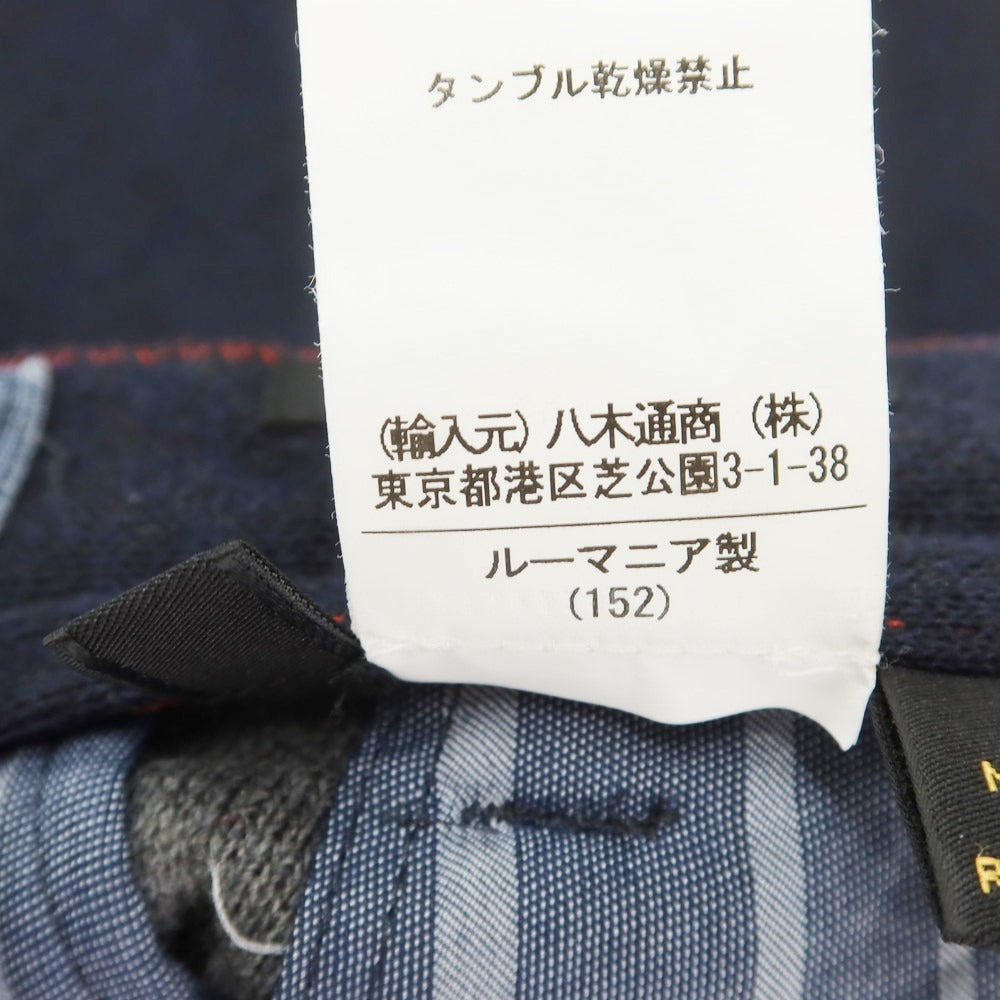 タンブル乾燥禁止
(輸入元) 八木通商 (株)
東京都港区芝公園3-1-38
ルーマニア製
(152)